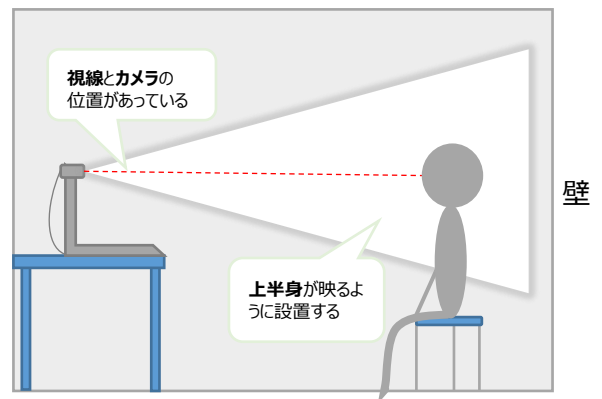 視線とカメラの
位置があっている
壁
上半身が映るよ
うに設置する